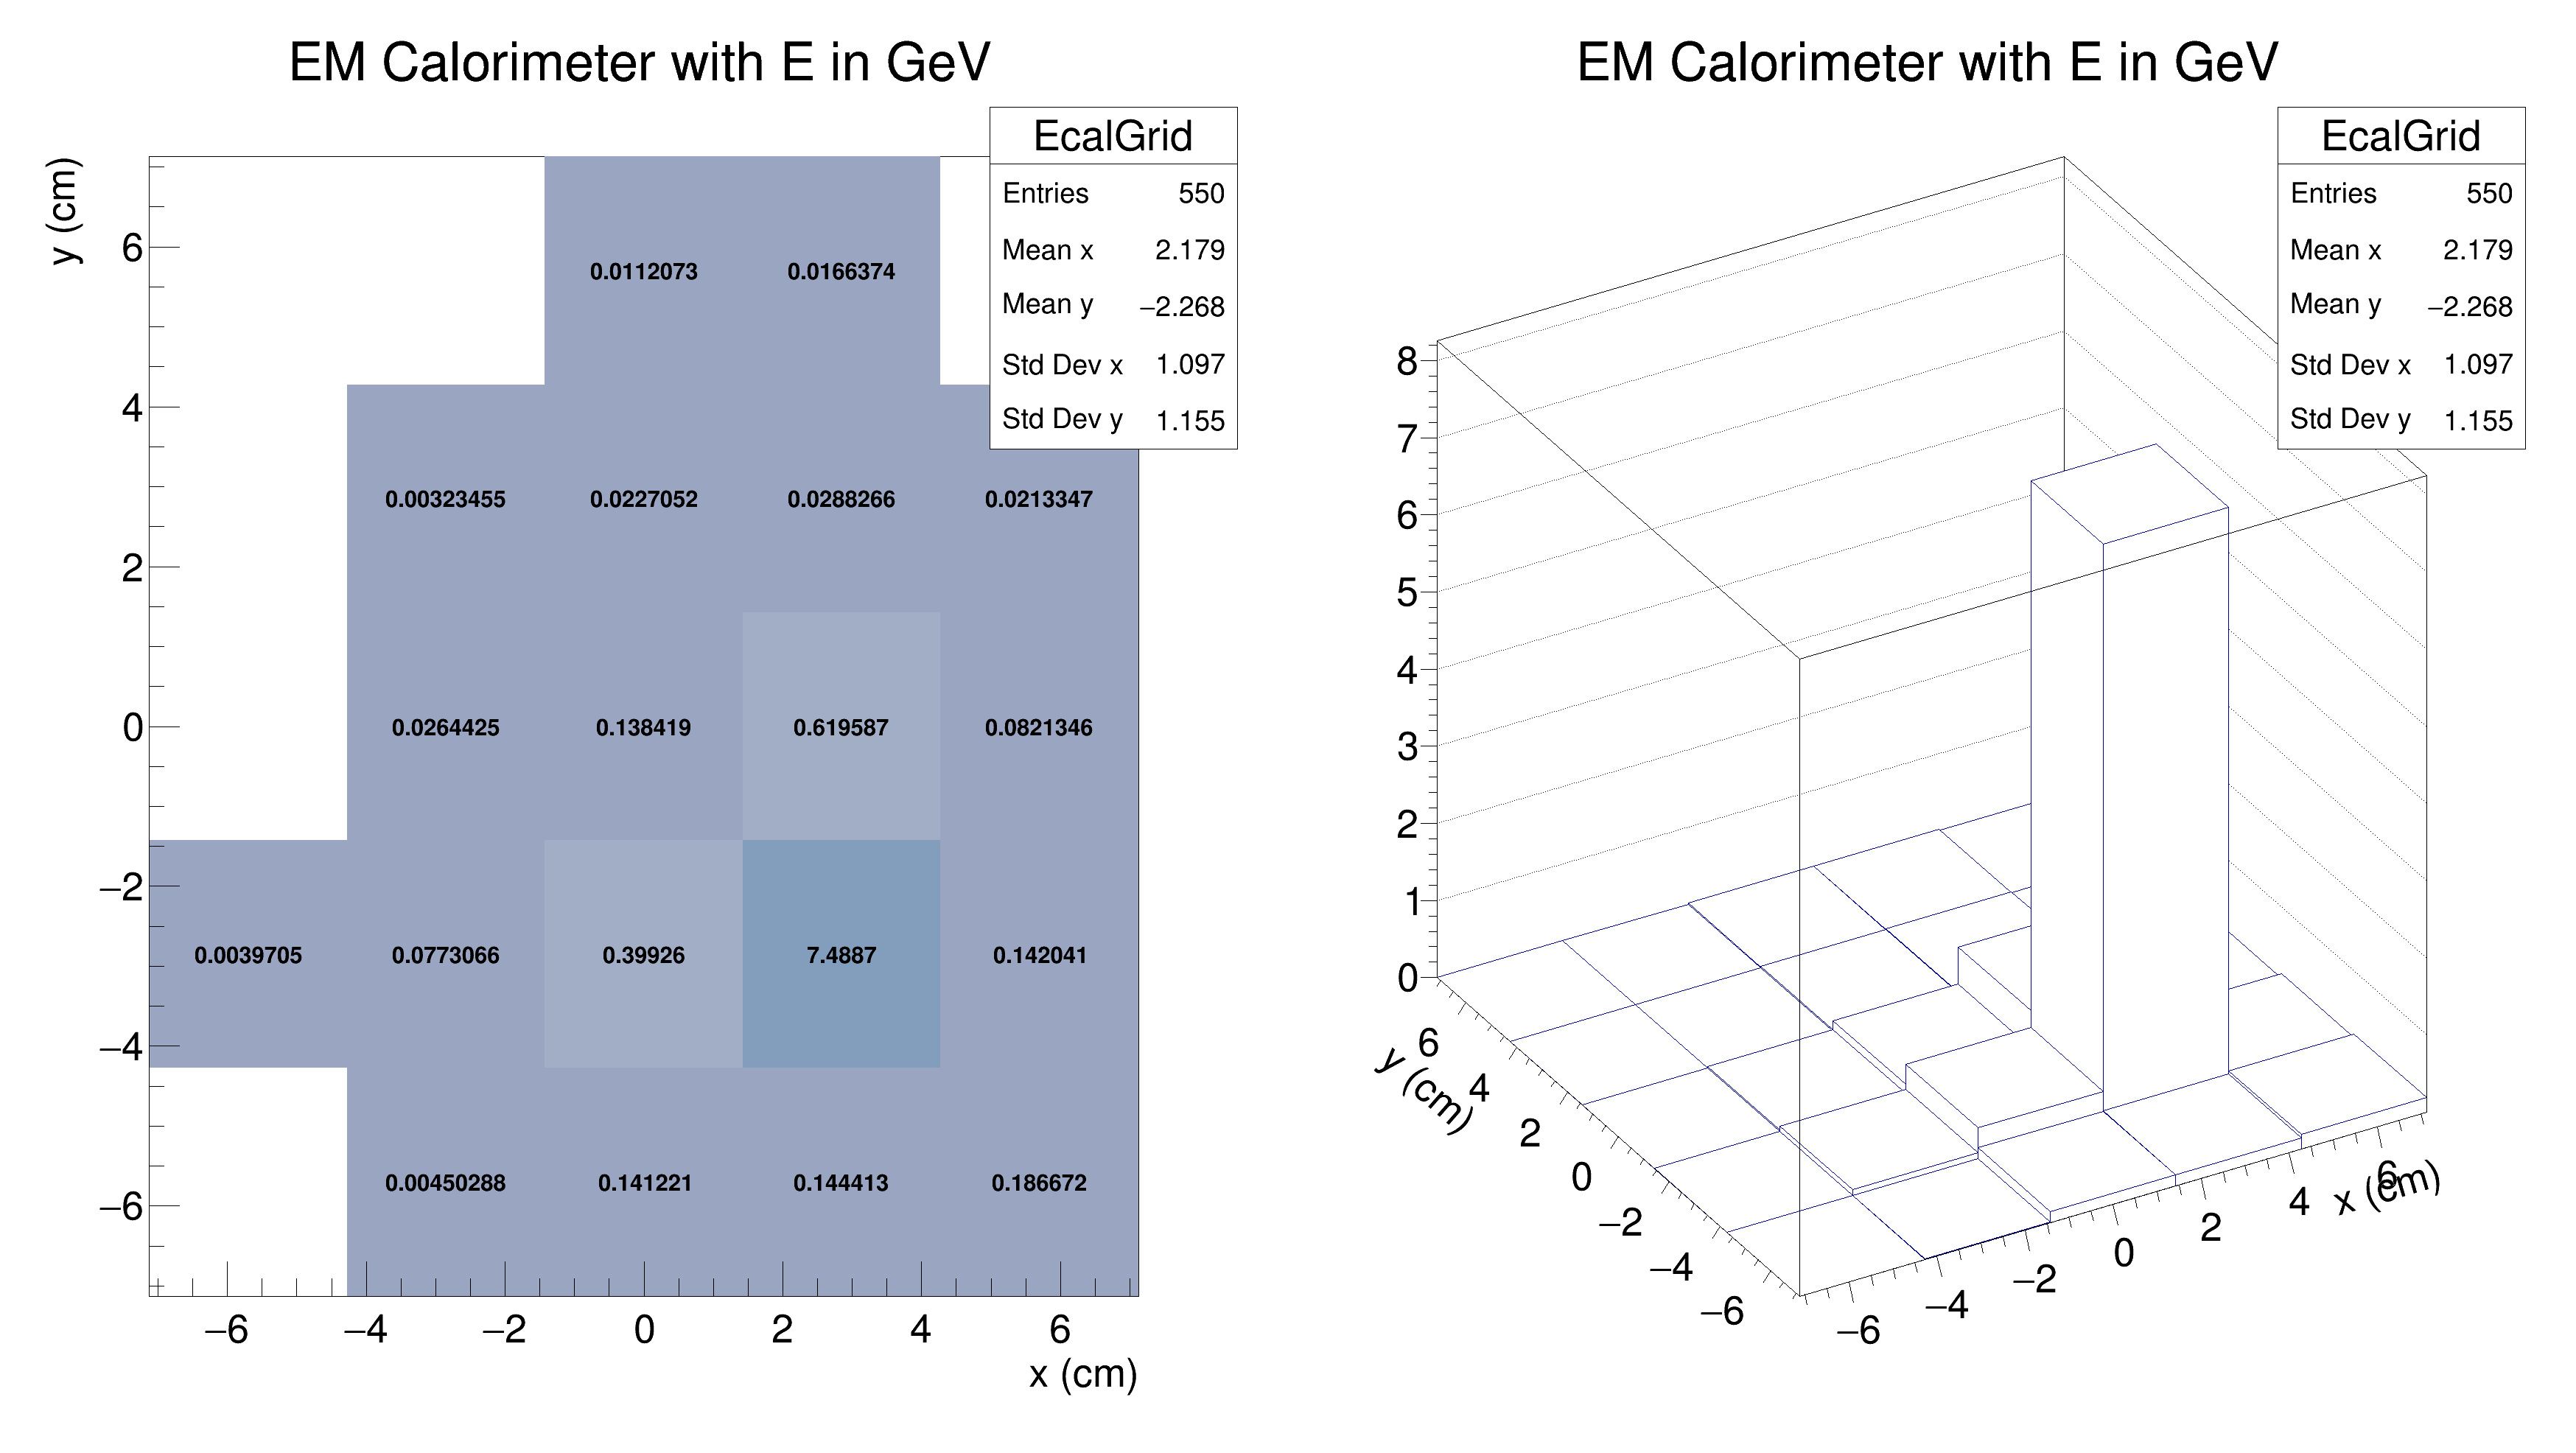 EM Calorimeter with E in GeV
EcalGrid
Entries 550
Mean x 2.179
Mean y −2.268
Std Dev x 1.097
Std Dev y 1.155
y (cm)
6
4
2
0
−2
−4
−6
0.0112073 0.0166374
0.00323455 0.0227052 0.0288266 0.0213347
0.0264425 0.138419 0.619587 0.0821346
0.0039705 0.0773066 0.39926 7.4887 0.142041
0.00450288 0.141221 0.144413 0.186672
−6 −4 −2 0 2 4 6
x (cm)
EM Calorimeter with E in GeV
EcalGrid
Entries 550
Mean x 2.179
Mean y −2.268
Std Dev x 1.097
Std Dev y 1.155
8
7
6
5
4
3
2
1
0
6
4
2
0
−2
−4
−6
y (cm)
−6
−4
−2
0
2
4
6
x (cm)